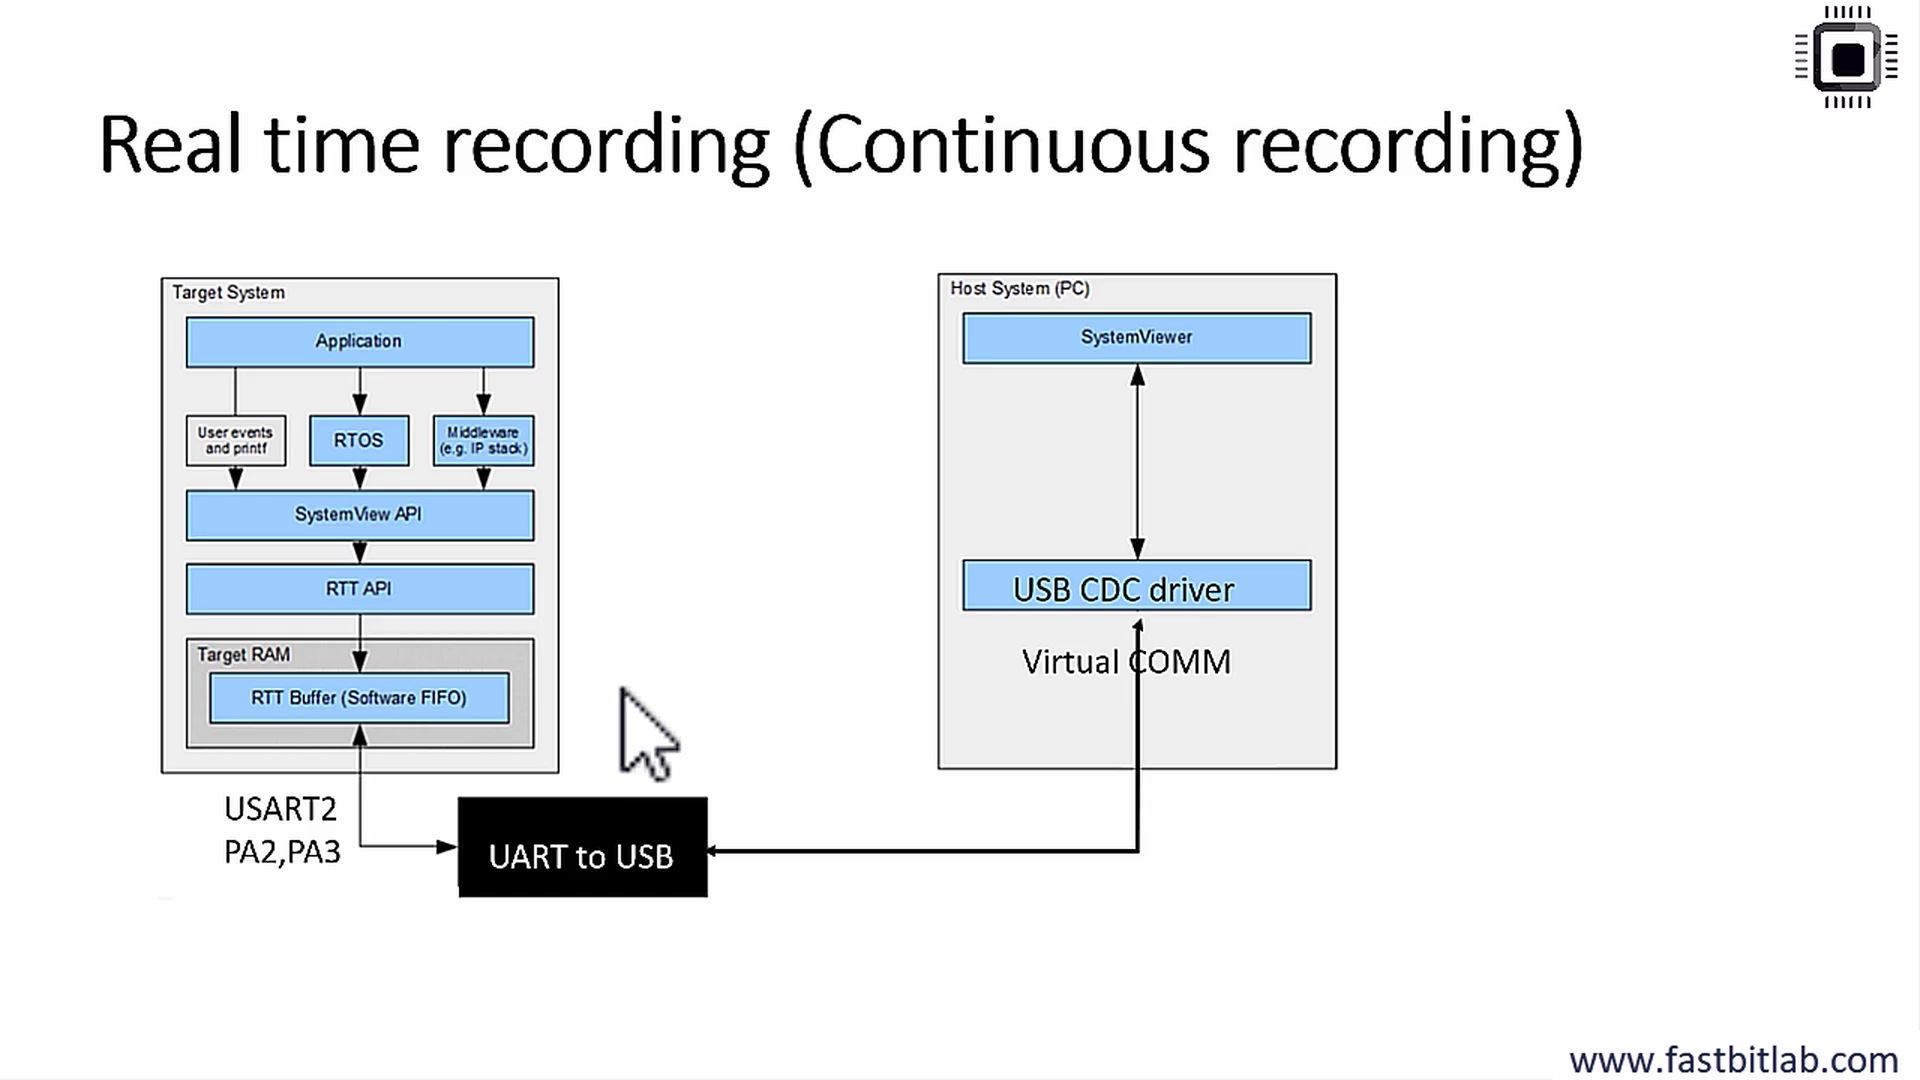 Real time recording (Continuous recording)
Target System
Application
User events
and printf
RTOS
Middleware
(e.g. IP stack)
SystemView API
RTT API
Target RAM
RTT Buffer (Software FIFO)
USART2
PA2,PA3
UART to USB
Host System (PC)
SystemViewer
USB CDC driver
Virtual COMM
www.fastbitlab.com